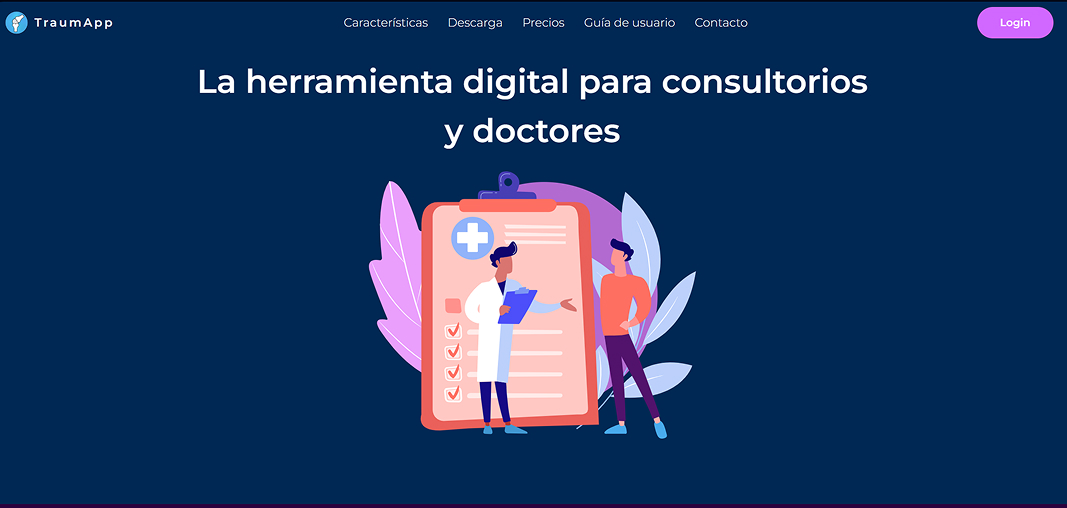 TraumApp
Características Descarga Precios Guía de usuario Contacto
Login
La herramienta digital para consultorios
y doctores